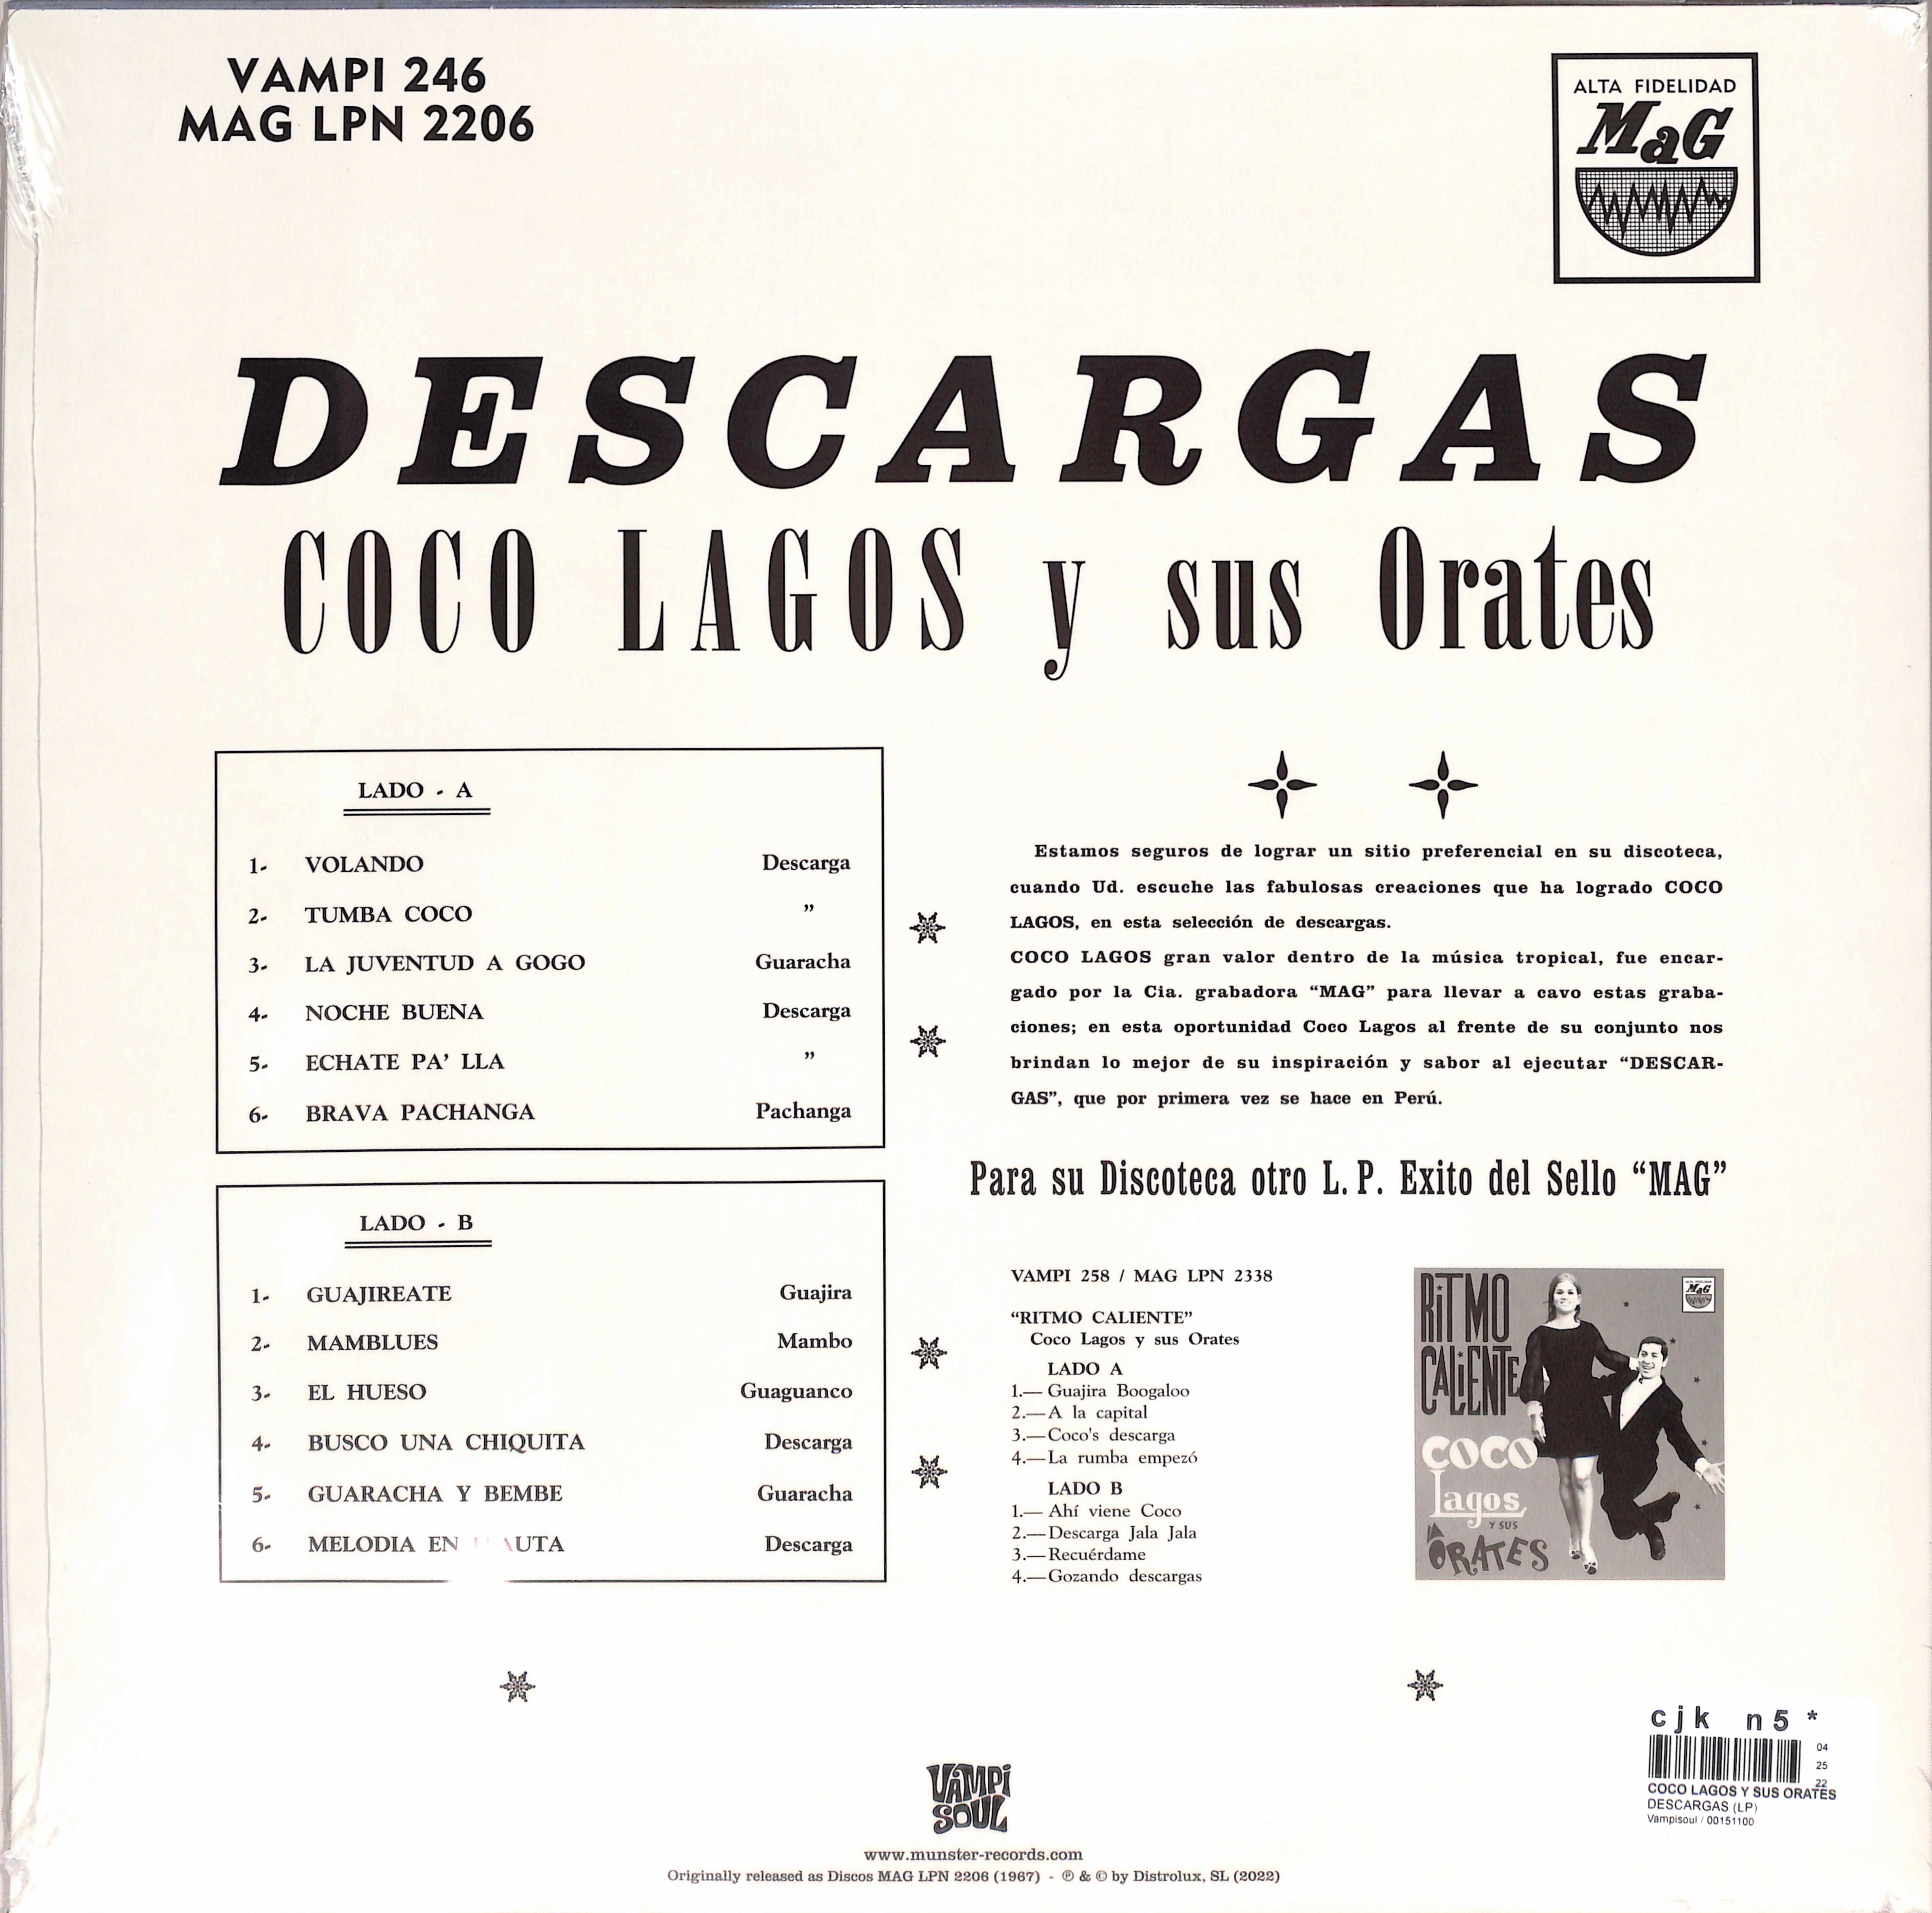 VAMPI 246
MAG LPN 2206
ALTA FIDELIDAD
MaG
DESCARGAS
COCO LAGOS y sus Orates
LADO - A
1- VOLANDO Descarga
2- TUMBA COCO ”
3- LA JUVENTUD A GOGO Guaracha
4- NOCHE BUENA Descarga
5- ECHATE PA’ LLA ”
6- BRAVA PACHANGA Pachanga
LADO - B
1- GUAJIREATE Guajira
2- MAMBLUES Mambo
3- EL HUESO Guaguanco
4- BUSCO UNA CHIQUITA Descarga
5- GUARACHA Y BEMBE Guaracha
6- MELODIA EN Descarga
Estamos seguros de lograr un sitio preferencial en su discoteca,
cuando Ud. escuche las fabulosas creaciones que ha logrado COCO
LAGOS, en esta selección de descargas.
COCO LAGOS gran valor dentro de la música tropical, fue encar-
gado por la Cia. grabadora “MAG” para llevar a cavo estas graba-
ciones; en esta oportunidad Coco Lagos al frente de su conjunto nos
brindan lo mejor de su inspiración y sabor al ejecutar “DESCAR-
GAS”, que por primera vez se hace en Perú.
Para su Discoteca otro L. P. Exito del Sello “MAG”
VAMPI 258 / MAG LPN 2338
“RITMO CALIENTE”
Coco Lagos y sus Orates
LADO A
1.— Guajira Boogaloo
2.— A la capital
3.— Coco's descarga
4.— La rumba empezó
LADO B
1.— Ahí viene Coco
2.— Descarga Jala Jala
3.— Recuérdame
4.— Gozando descargas
RiTMO
CALiENTE
MaG
COCO
Lagos
Y SUS
ORATES
cjk n5 *
04
25
22
COCO LAGOS Y SUS ORATES
DESCARGAS (LP)
Vampisoul / 00151100
VAMPi
SOUL
www.munster-records.com
Originally released as Discos MAG LPN 2206 (1967) - ℗ & © by Distrolux, SL (2022)